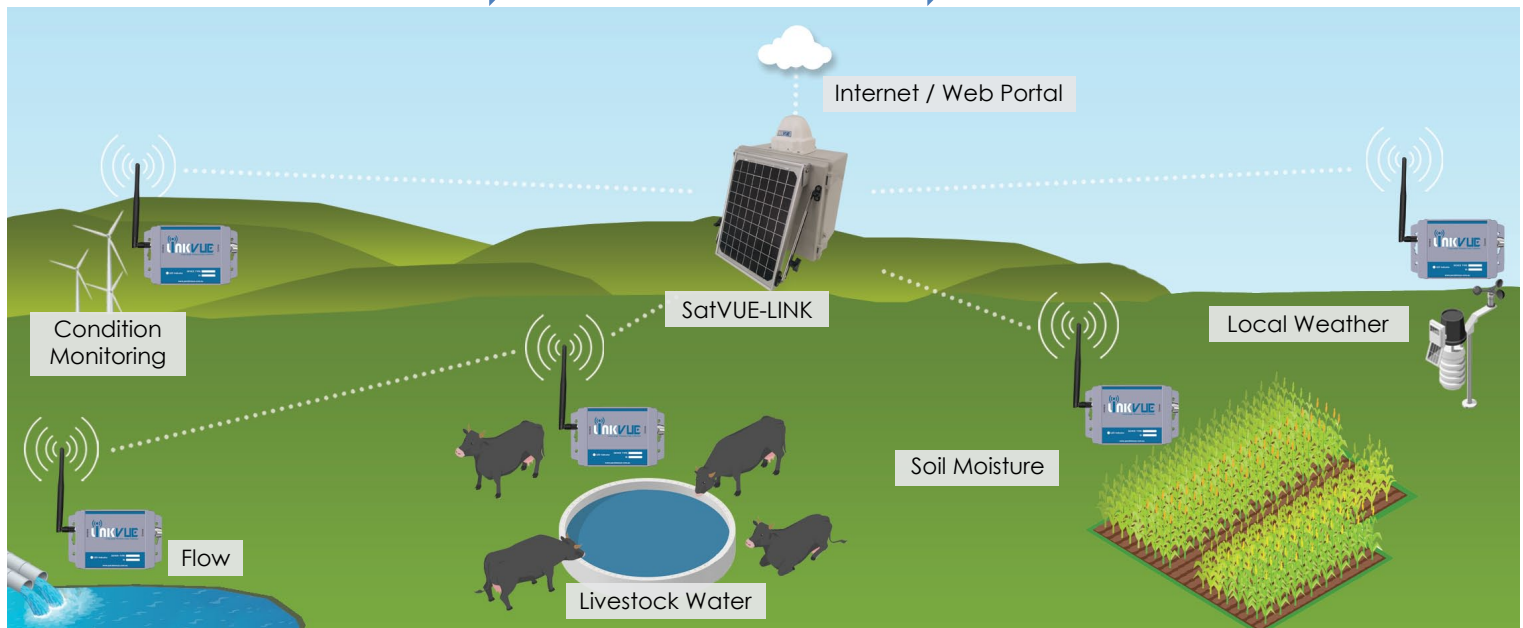 Internet / Web Portal
LINKVUE
LINKVUE
Condition
Monitoring
SatVUE-LINK
Local Weather
LINKVUE
LINKVUE
Soil Moisture
LINKVUE
Flow
Livestock Water